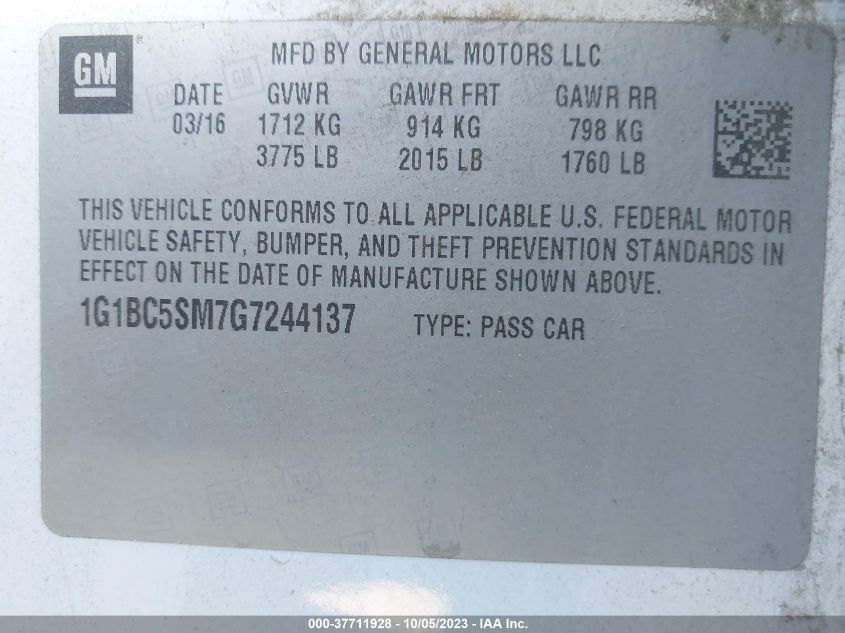 GM® MFD BY GENERAL MOTORS LLC
DATE GVWR GAWR FRT GAWR RR
03/16 1712 KG 914 KG 798 KG
3775 LB 2015 LB 1760 LB
THIS VEHICLE CONFORMS TO ALL APPLICABLE U.S. FEDERAL MOTOR
VEHICLE SAFETY, BUMPER, AND THEFT PREVENTION STANDARDS IN
EFFECT ON THE DATE OF MANUFACTURE SHOWN ABOVE.
1G1BC5SM7G7244137 TYPE: PASS CAR
000-37711928 - 10/05/2023 - IAA Inc.